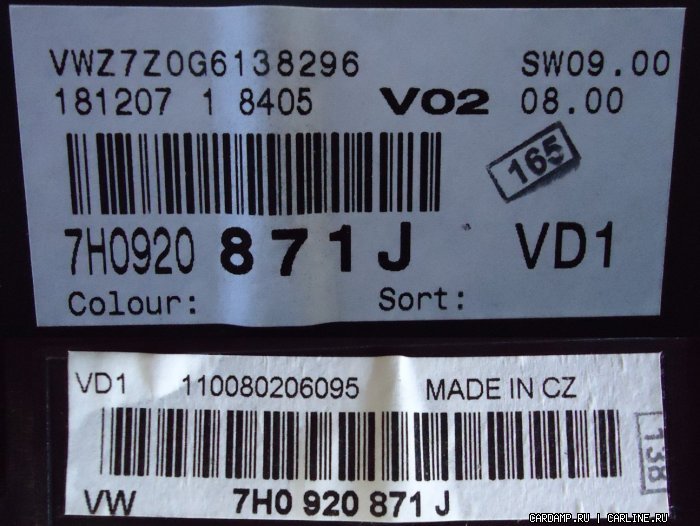 VWZ7Z0G6138296 SW09.00
181207 1 8405 V02 08.00
165
7H0920 871J VD1
Colour: Sort:
VD1 110080206095 MADE IN CZ
138
VW 7H0 920 871 J
CARDAMP.RU | CARLINE.RU